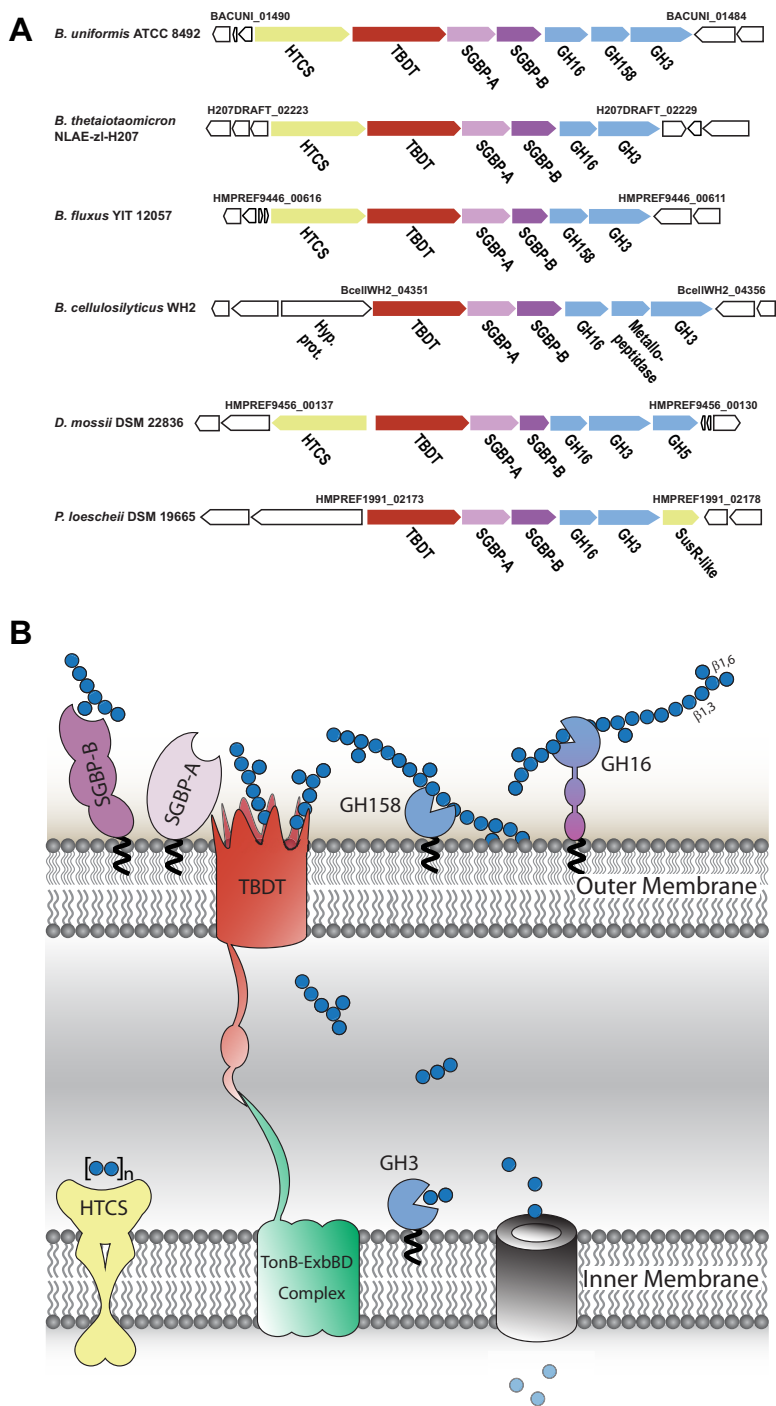 A
BACUNI_01490
BACUNI_01484
B. uniformis ATCC 8492
HTCS
TBDT
SGBP-A
SGBP-B
GH16
GH158
GH3
H207DRAFT_02223
H207DRAFT_02229
B. thetaiotaomicron
NLAE-zl-H207
HTCS
TBDT
SGBP-A
SGBP-B
GH16
GH3
HMPREF9446_00616
HMPREF9446_00611
B. fluxus YIT 12057
HTCS
TBDT
SGBP-A
SGBP-B
GH158
GH3
BcellWH2_04351
BcellWH2_04356
B. cellulosilyticus WH2
Hyp.
prot.
TBDT
SGBP-A
SGBP-B
GH16
Metallo-
peptidase
GH3
HMPREF9456_00137
HMPREF9456_00130
D. mossii DSM 22836
HTCS
TBDT
SGBP-A
SGBP-B
GH16
GH3
GH5
HMPREF1991_02173
HMPREF1991_02178
P. loescheii DSM 19665
TBDT
SGBP-A
SGBP-B
GH16
GH3
SusR-like
B
β1,6
β1,3
SGBP-B
SGBP-A
GH158
GH16
TBDT
Outer Membrane
[ ]n
HTCS
GH3
TonB-ExbBD
Complex
Inner Membrane